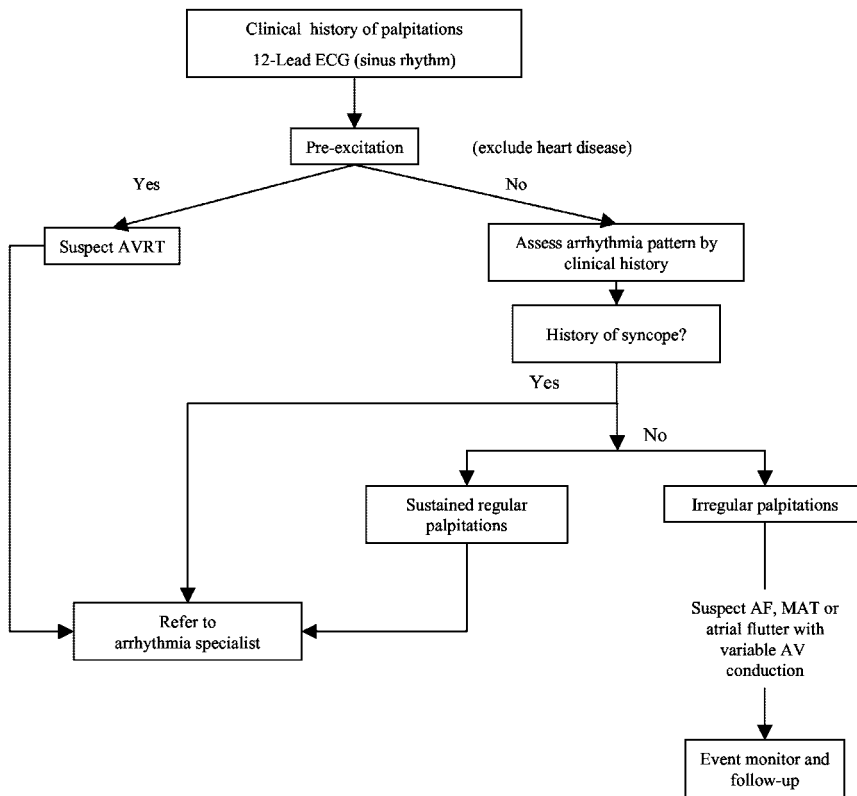 Clinical history of palpitations
12-Lead ECG (sinus rhythm)
Pre-excitation
(exclude heart disease)
Yes
No
Suspect AVRT
Assess arrhythmia pattern by
clinical history
History of syncope?
Yes
No
Sustained regular
palpitations
Irregular palpitations
Refer to
arrhythmia specialist
Suspect AF, MAT or
atrial flutter with
variable AV
conduction
Event monitor and
follow-up